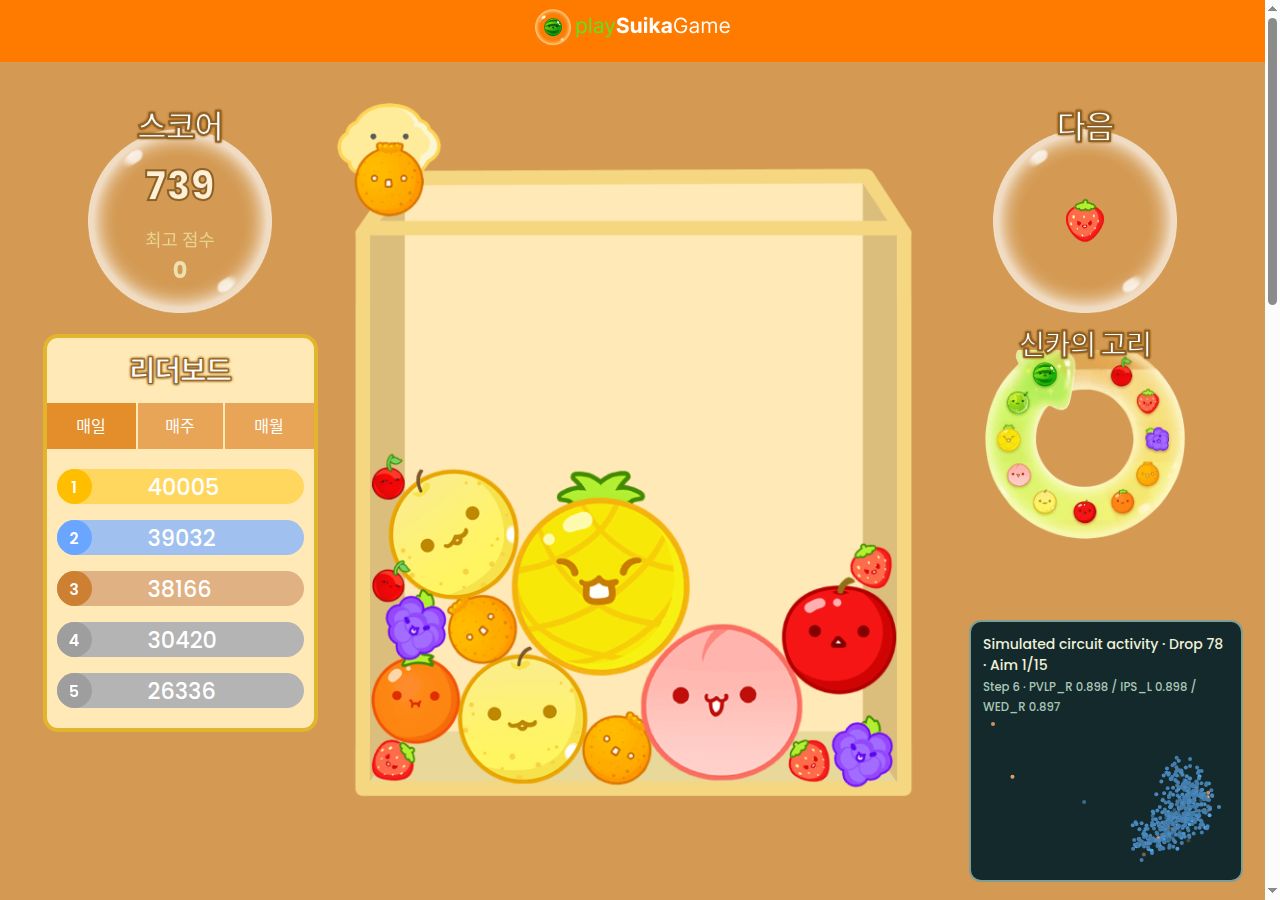 playSuikaGame
스코어
739
최고 점수
0
다음
신카의 고리
리더보드
매일 매주 매월
1 40005
2 39032
3 38166
4 30420
5 26336
Simulated circuit activity · Drop 78
· Aim 1/15
Step 6 · PVLP_R 0.898 / IPS_L 0.898 /
WED_R 0.897